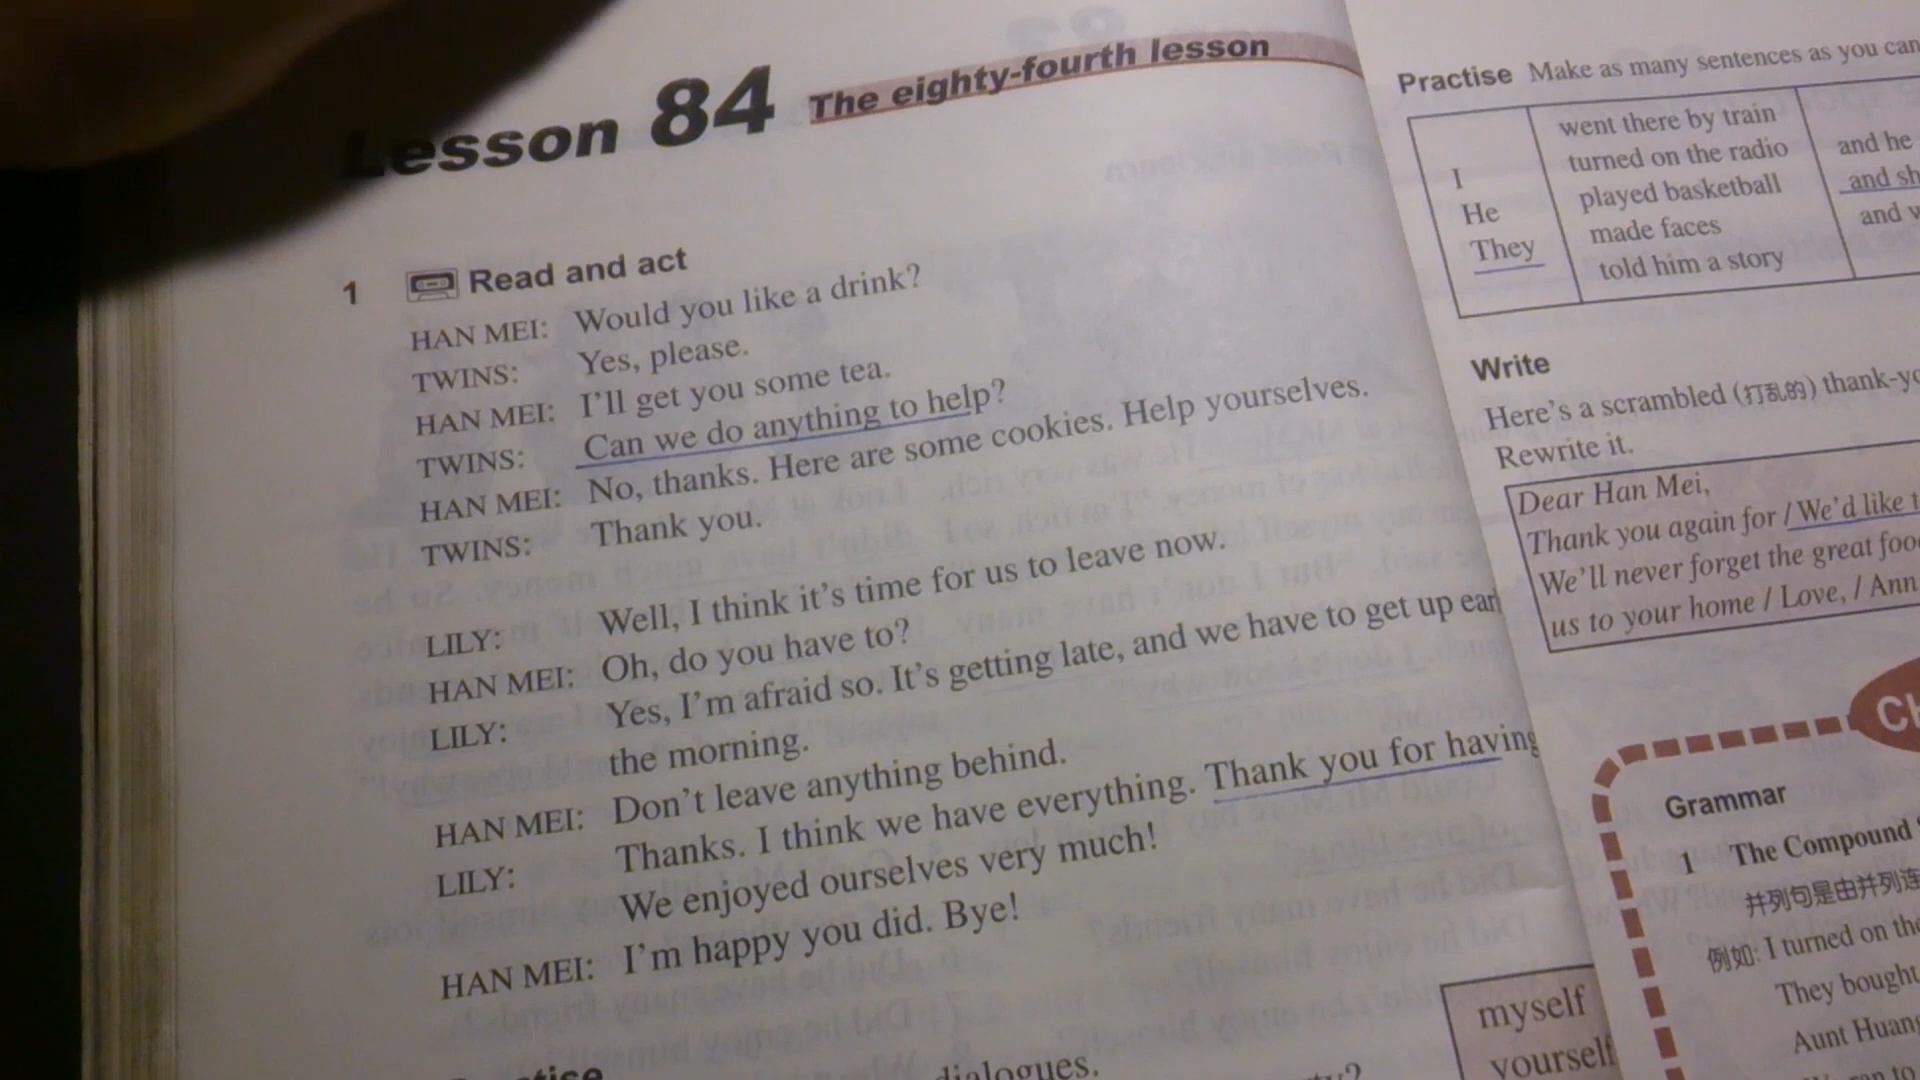 Lesson 84 The eighty-fourth lesson
1 Read and act
HAN MEI: Would you like a drink?
TWINS: Yes, please.
HAN MEI: I'll get you some tea.
TWINS: Can we do anything to help?
HAN MEI: No, thanks. Here are some cookies. Help yourselves.
TWINS: Thank you.
LILY: Well, I think it's time for us to leave now.
HAN MEI: Oh, do you have to?
LILY: Yes, I'm afraid so. It's getting late, and we have to get up
the morning.
HAN MEI: Don't leave anything behind.
LILY: Thanks. I think we have everything. Thank you for having
We enjoyed ourselves very much!
HAN MEI: I'm happy you did. Bye!
dialogues.
myself
yourself
Practise Make as many sentences as you can
I
He
They
went there by train
turned on the radio
played basketball
made faces
told him a story
and he
and
and
Write
Here's a scrambled (打乱的)
Rewrite it.
Dear Han Mei,
Thank you again for / We'd like
We'll never forget the great
us to your home / Love, / Ann
Grammar
1 The Compound
并列句是由并列连
例如: I turned on the
They bought
Aunt Huang